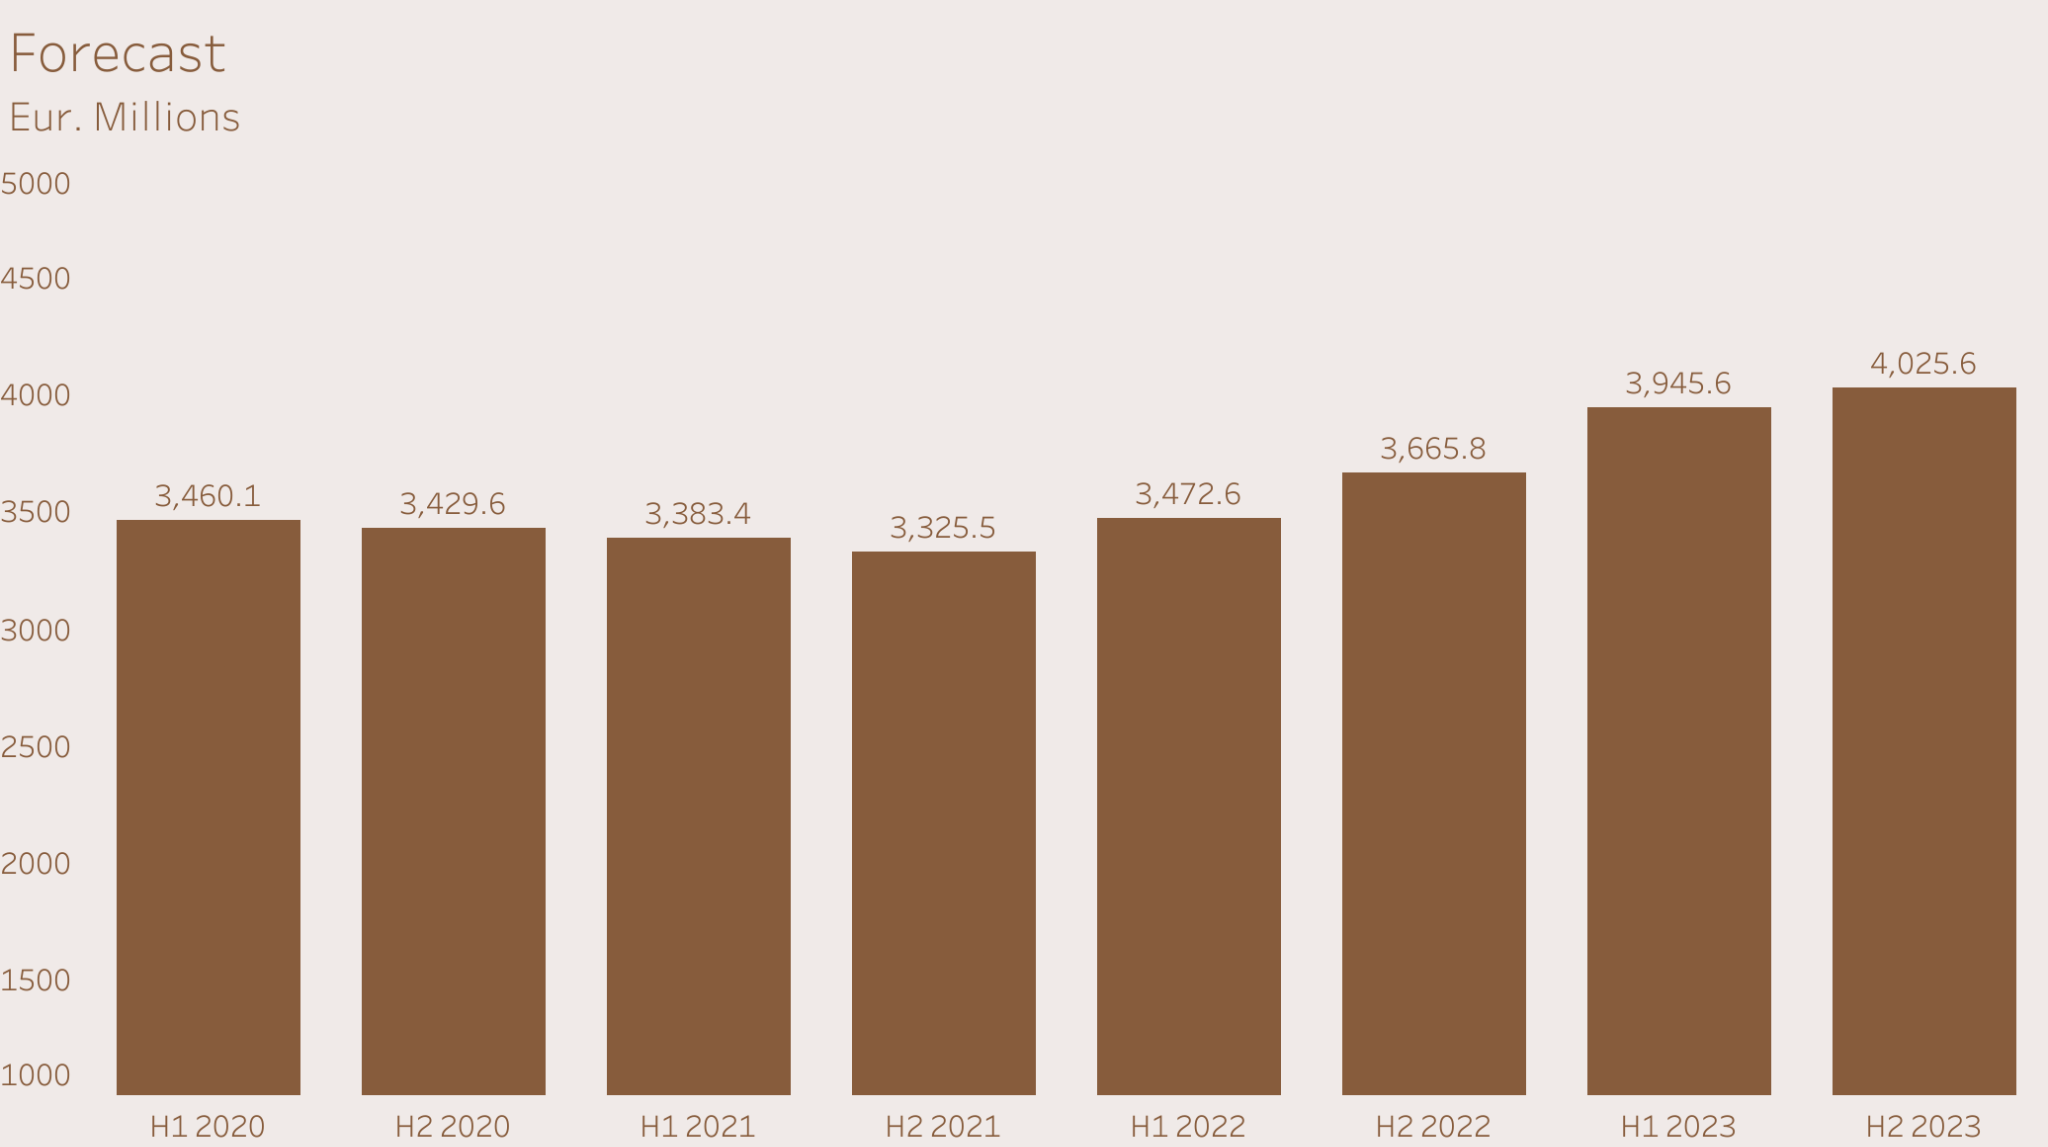 Forecast
Eur. Millions
5000
4500
4000
3500
3000
2500
2000
1500
1000
3,460.1
3,429.6
3,383.4
3,325.5
3,472.6
3,665.8
3,945.6
4,025.6
H1 2020
H2 2020
H1 2021
H2 2021
H1 2022
H2 2022
H1 2023
H2 2023